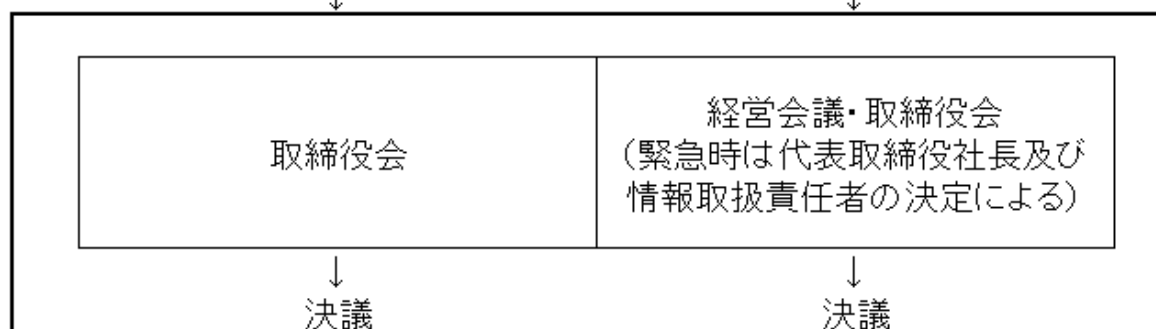 ↓ ↓
取締役会
経営会議・取締役会
(緊急時は代表取締役社長及び
情報取扱責任者の決定による)
↓ ↓
決議 決議